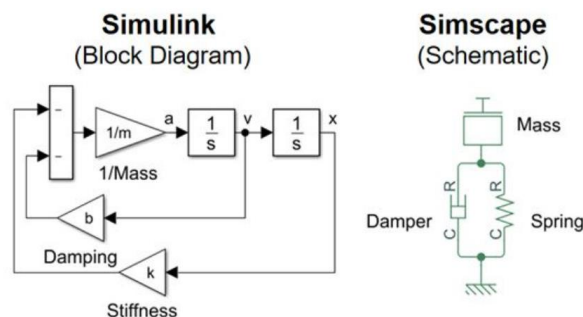 Simulink
(Block Diagram)
−
−
1/m
a
1
s
v
1
s
x
1/Mass
b
Damping
k
Stiffness
Simscape
(Schematic)
Mass
R
R
Damper
Spring
C
C